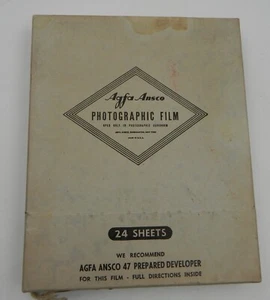 Agfa Ansco
PHOTOGRAPHIC FILM
24 SHEETS
WE RECOMMEND
AGFA ANSCO 47 PREPARED DEVELOPER
FOR THIS FILM - FULL DIRECTIONS INSIDE